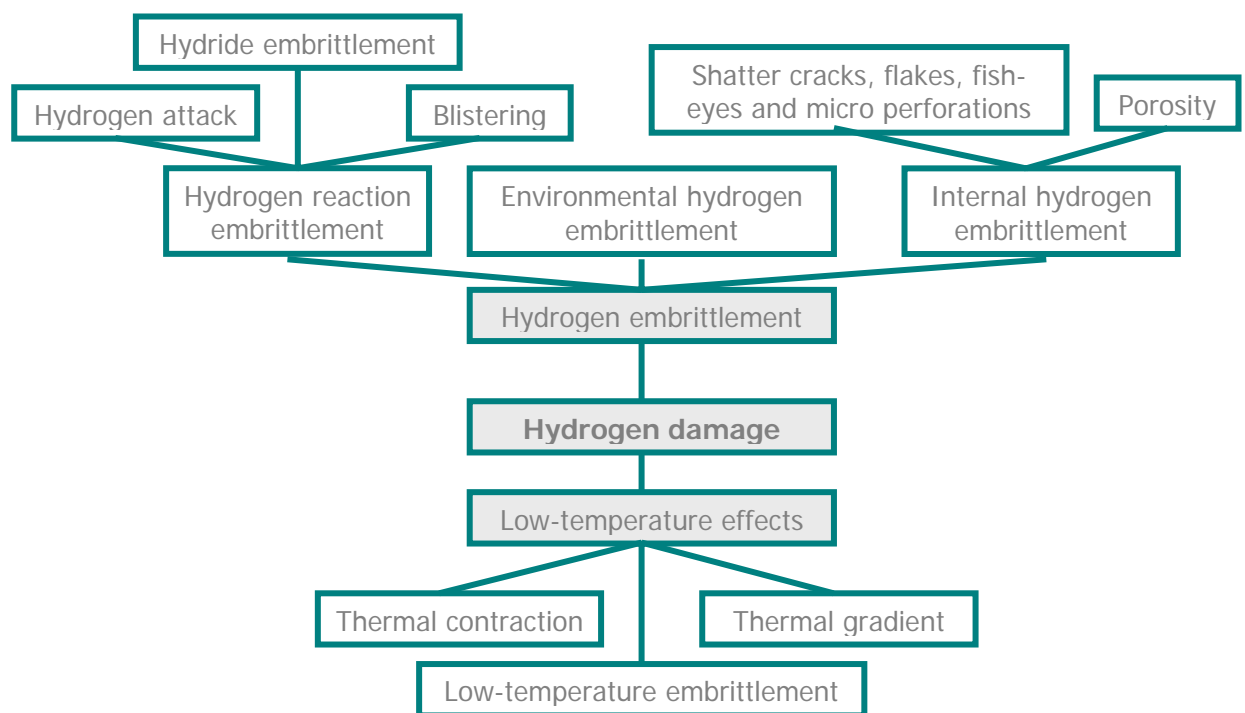 Hydride embrittlement
Shatter cracks, flakes, fish-
eyes and micro perforations
Hydrogen attack
Blistering
Porosity
Hydrogen reaction
embrittlement
Environmental hydrogen
embrittlement
Internal hydrogen
embrittlement
Hydrogen embrittlement
Hydrogen damage
Low-temperature effects
Thermal contraction
Thermal gradient
Low-temperature embrittlement